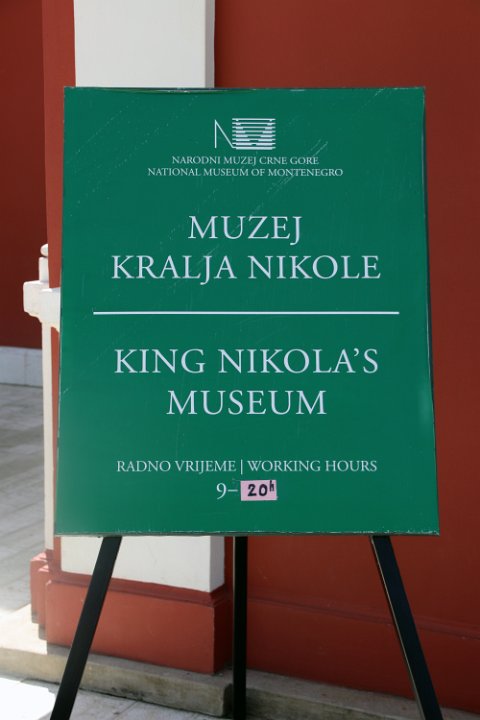 NARODNI MUZEJ CRNE GORE
NATIONAL MUSEUM OF MONTENEGRO
MUZEJ
KRALJA NIKOLE
KING NIKOLA'S
MUSEUM
RADNO VRIJEME | WORKING HOURS
9– 20h